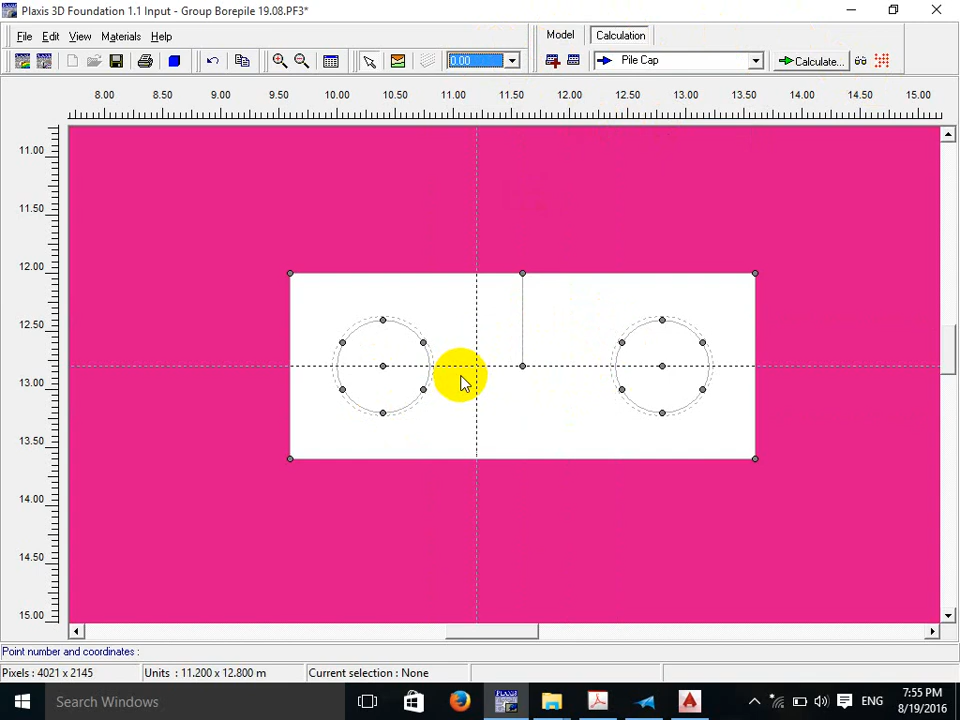 Plaxis 3D Foundation 1.1 Input - Group Borepile 19.08.PF3*
File Edit View Materials Help
Model Calculation
0.00
Pile Cap
Calculate...
8.00 9.50 9.00 9.50 10.00 10.50 11.00 11.50 12.00 12.50 13.00 13.50 14.00 14.50 15.00
11.00
11.50
12.00
12.50
13.00
13.50
14.00
14.50
15.00
Point number and coordinates :
Pixels : 4021 x 2145
Units : 11.200 x 12.800 m
Current selection : None
Search Windows
ENG
7:55 PM
8/19/2016